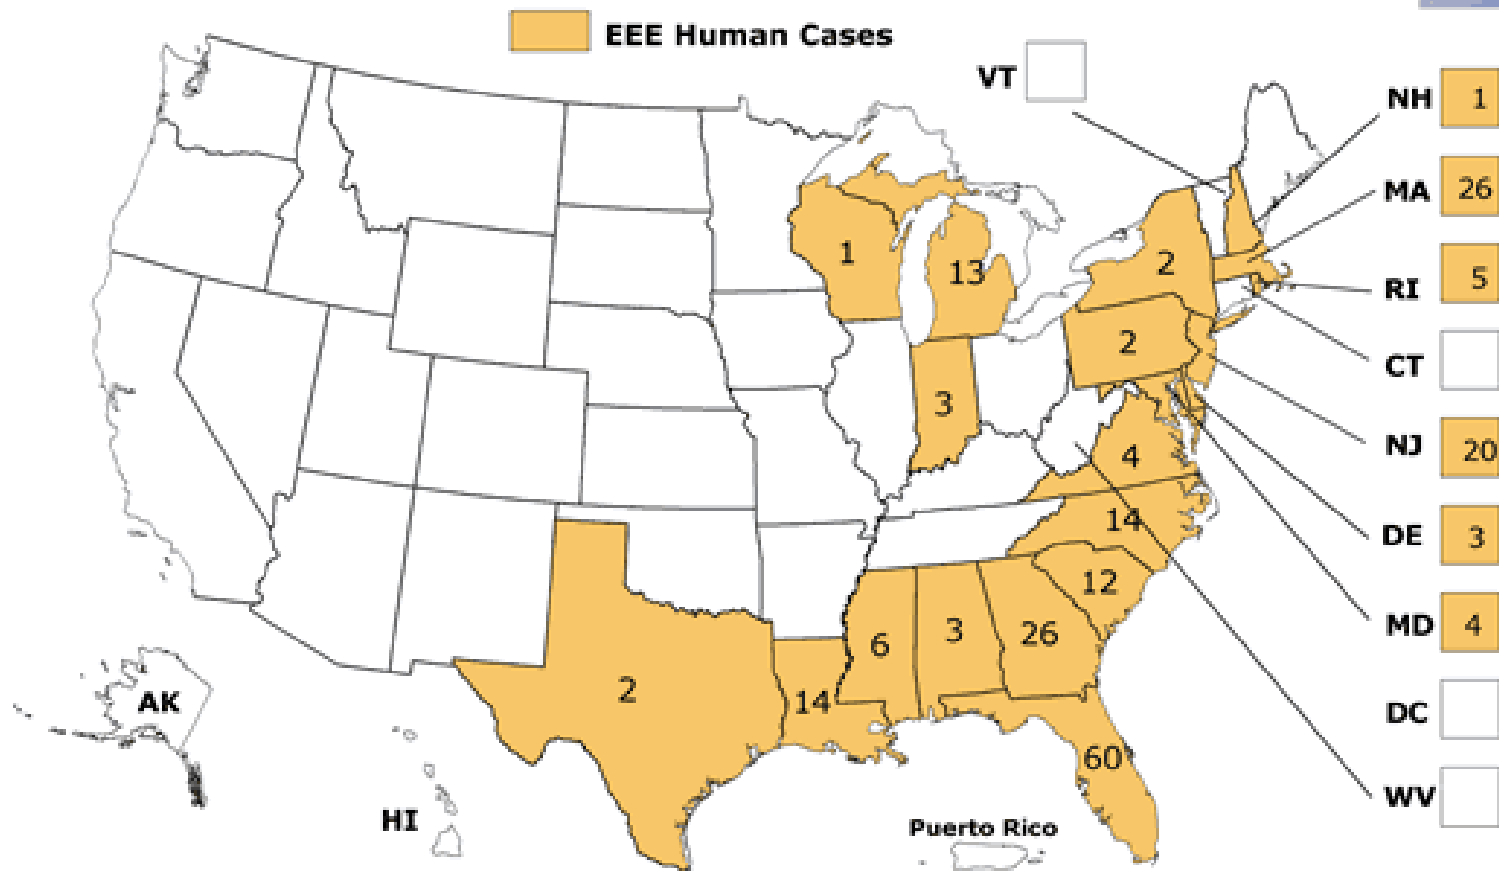 EEE Human Cases
VT
NH 1
MA 26
RI 5
CT
NJ 20
DE 3
MD 4
DC
WV
1
13
2
2
3
4
14
12
6
3
26
2
14
60
AK
HI
Puerto Rico